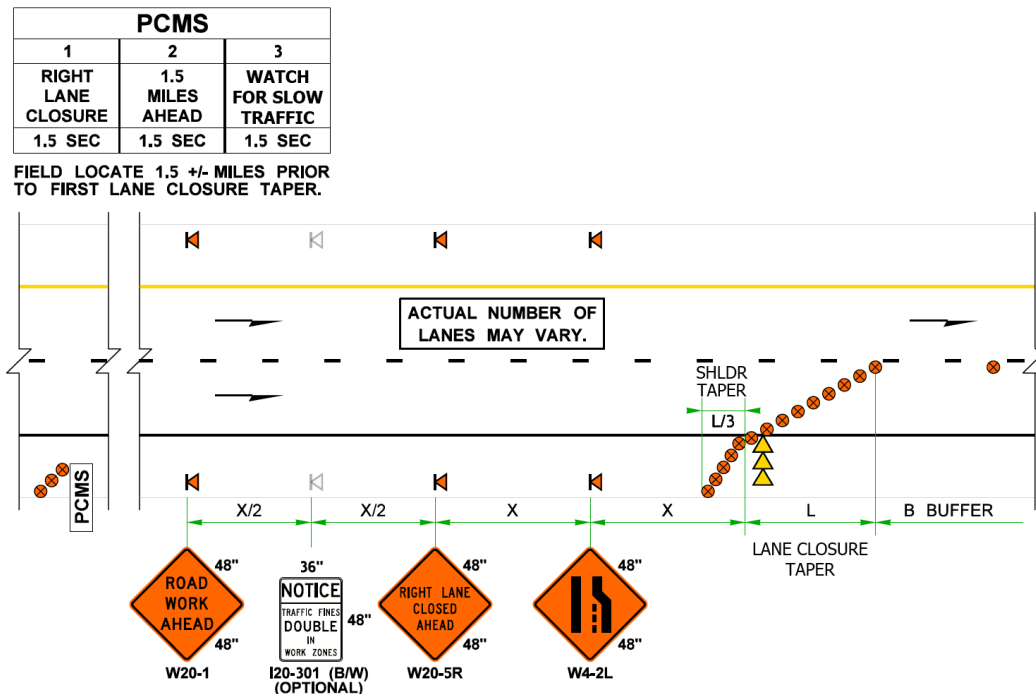 PCMS
1 2 3
RIGHT 1.5 WATCH
LANE MILES FOR SLOW
CLOSURE AHEAD TRAFFIC
1.5 SEC 1.5 SEC 1.5 SEC
FIELD LOCATE 1.5 +/- MILES PRIOR
TO FIRST LANE CLOSURE TAPER.
ACTUAL NUMBER OF
LANES MAY VARY.
SHLDR
TAPER
L/3
PCMS
X/2 X/2 X X L B BUFFER
LANE CLOSURE
TAPER
48"
ROAD
WORK
AHEAD
48"
W20-1
36"
NOTICE
TRAFFIC FINES
DOUBLE
IN
WORK ZONES
48"
I20-301 (B/W)
(OPTIONAL)
48"
RIGHT LANE
CLOSED
AHEAD
48"
W20-5R
48"
48"
W4-2L